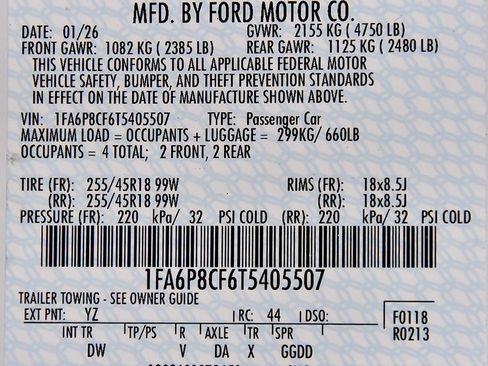 MFD. BY FORD MOTOR CO.
DATE: 01/26 GVWR: 2155 KG ( 4750 LB)
FRONT GAWR: 1082 KG ( 2385 LB) REAR GAWR: 1125 KG ( 2480 LB)
THIS VEHICLE CONFORMS TO ALL APPLICABLE FEDERAL MOTOR
VEHICLE SAFETY, BUMPER, AND THEFT PREVENTION STANDARDS
IN EFFECT ON THE DATE OF MANUFACTURE SHOWN ABOVE.
VIN: 1FA6P8CF6T5405507 TYPE: Passenger Car
MAXIMUM LOAD = OCCUPANTS + LUGGAGE = 299KG/ 660LB
OCCUPANTS = 4 TOTAL; 2 FRONT, 2 REAR
TIRE (FR): 255/45R18 99W RIMS (FR): 18x8.5J
(RR): 255/45R18 99W (RR): 18x8.5J
PRESSURE (FR): 220 kPa/ 32 PSI COLD (RR): 220 kPa/ 32 PSI COLD
1FA6P8CF6T5405507
TRAILER TOWING - SEE OWNER GUIDE
EXT PNT: YZ RC: 44 DSO: F0118
INT TR TP/PS R AXLE TR SPR R0213
DW V DA X GGDD